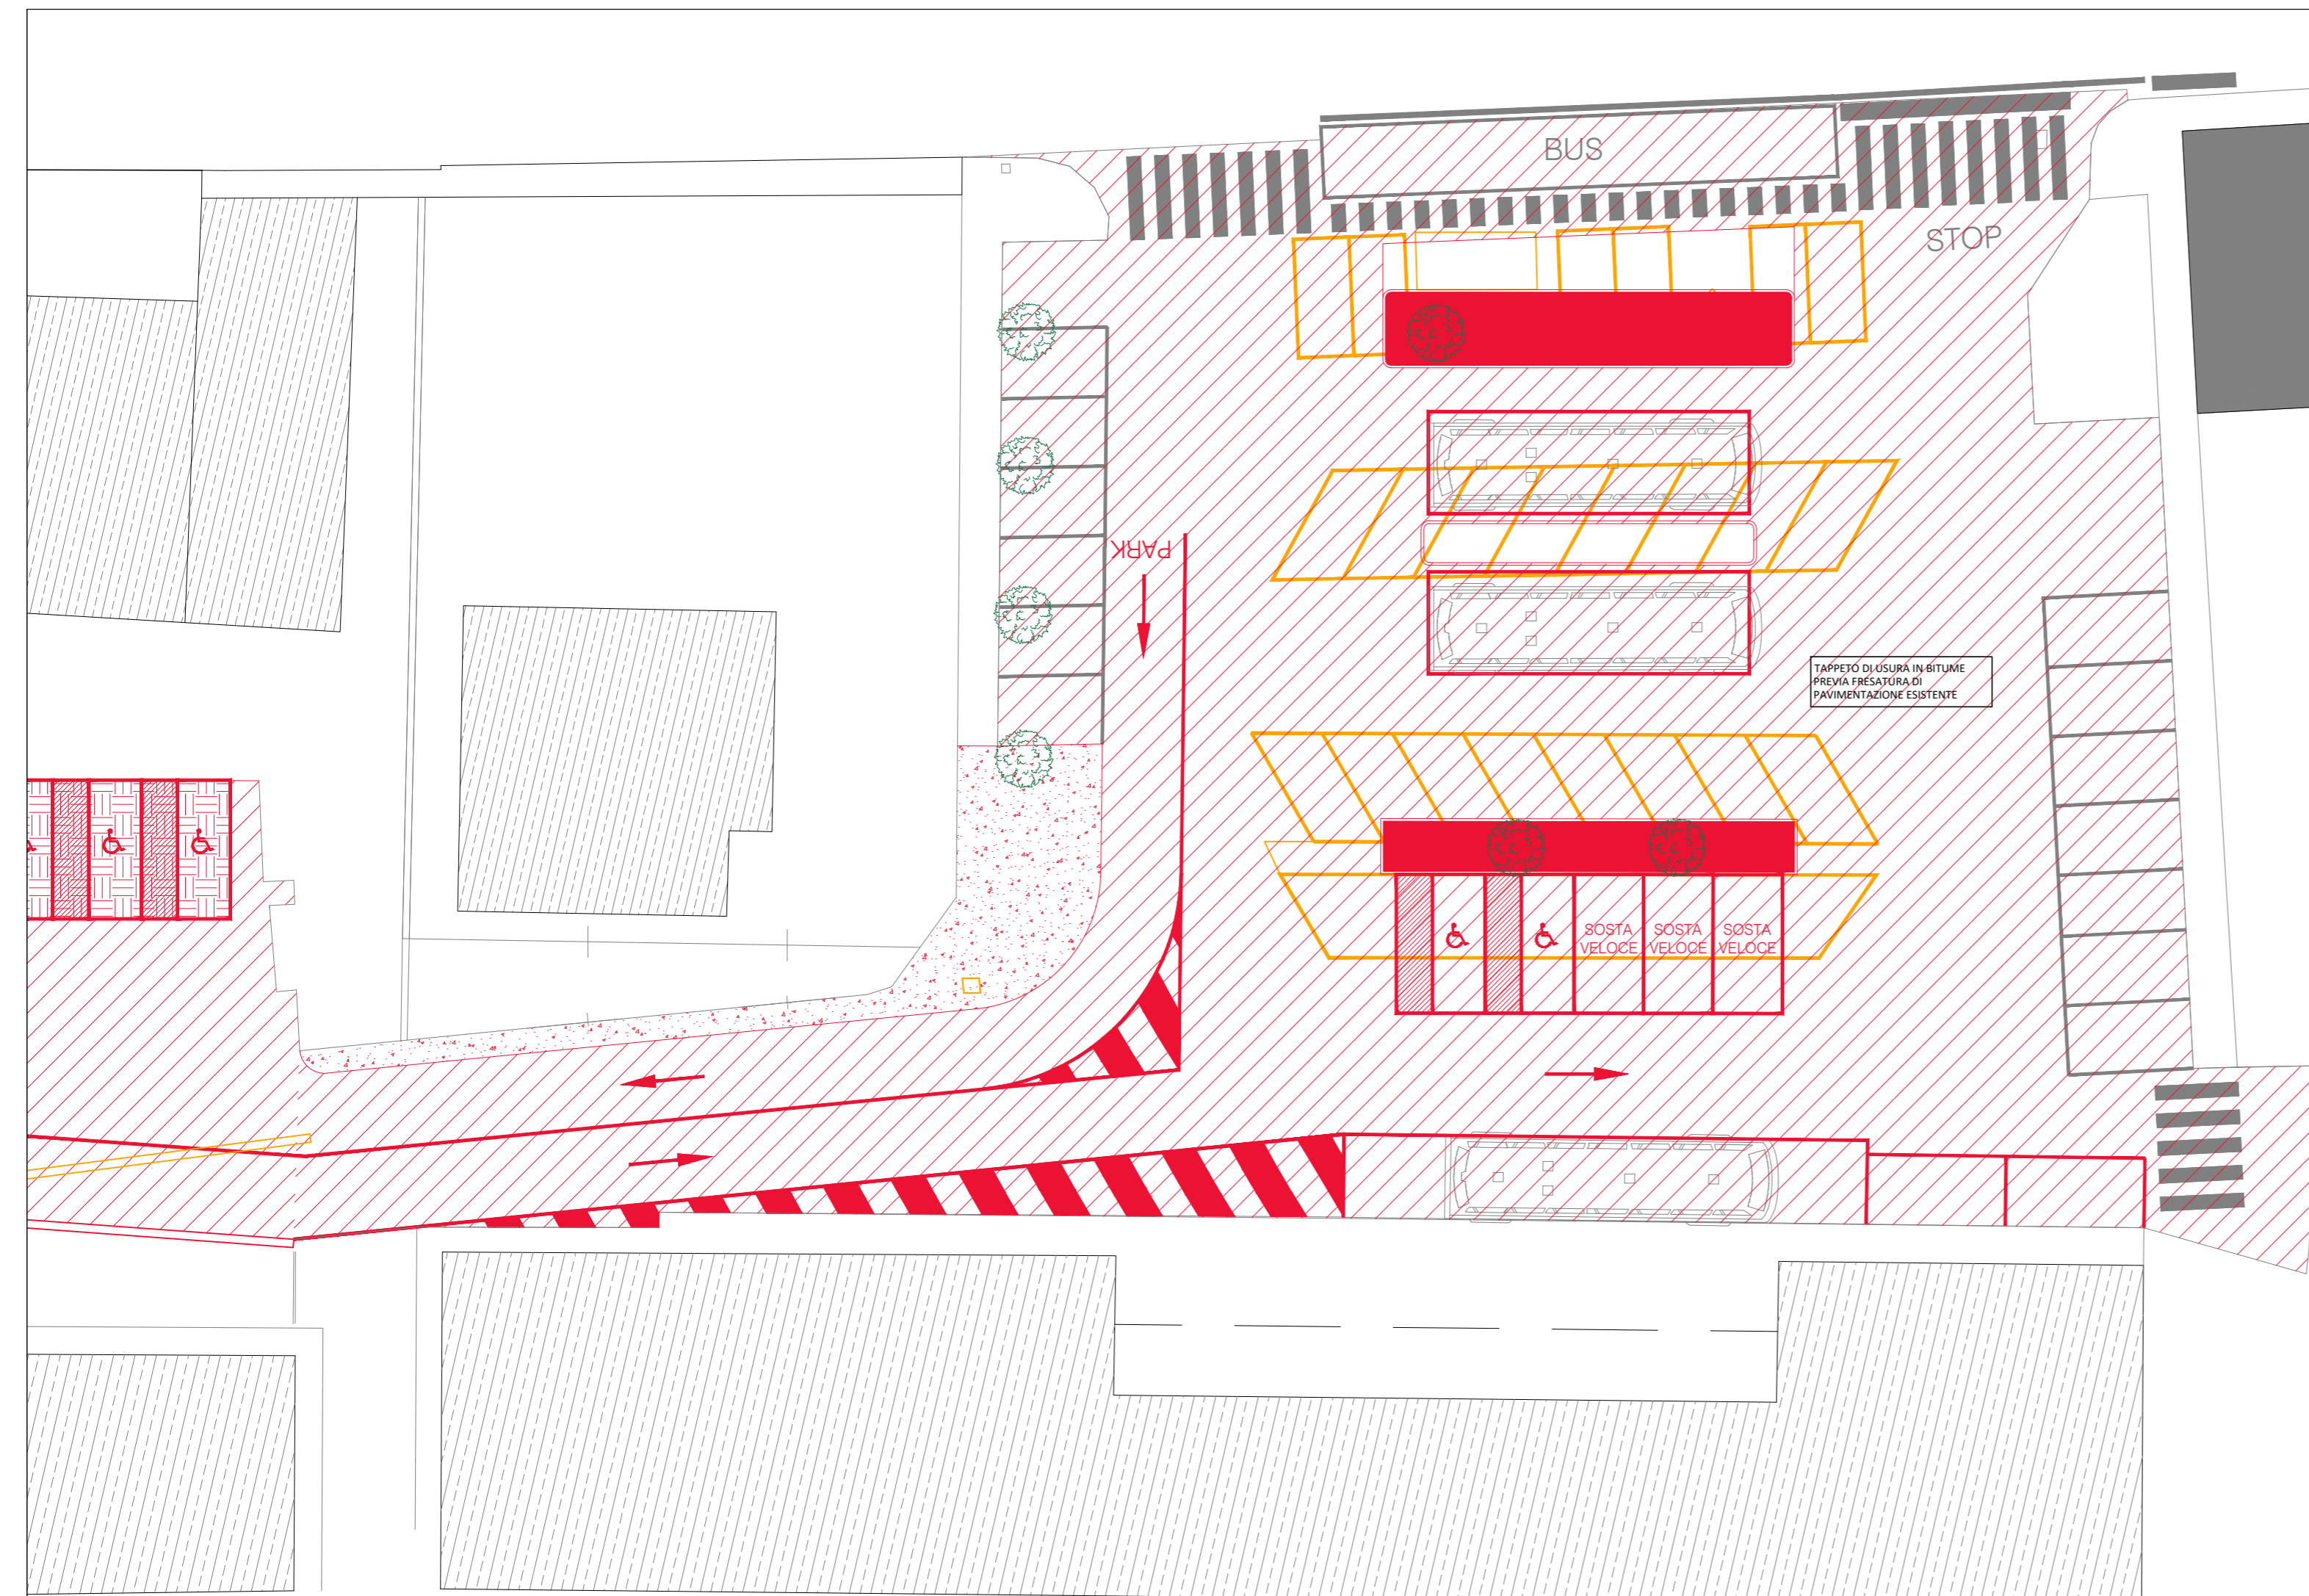 BUS
STOP
PARK
TAPPETO DI USURA IN BITUME
PREVIA FRESATURA DI
PAVIMENTAZIONE ESISTENTE
SOSTA
VELOCE
SOSTA
VELOCE
SOSTA
VELOCE